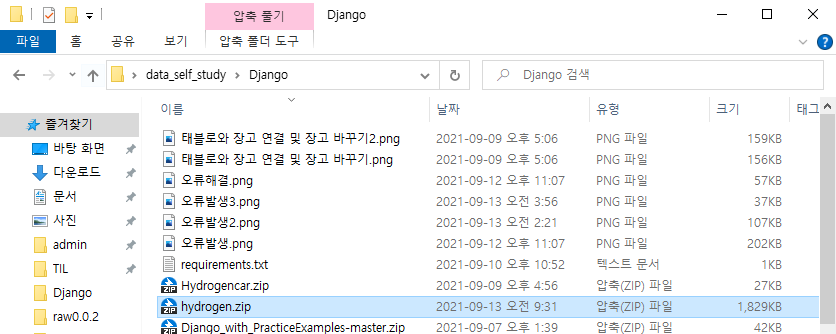 압축 풀기 Django
파일 홈 공유 보기 압축 폴더 도구
data_self_study Django Django 검색
이름 날짜 유형 크기 태그
즐겨찾기
바탕 화면
다운로드
문서
사진
admin
TIL
Django
raw0.0.2
태블로와 장고 연결 및 장고 바꾸기2.png 2021-09-09 오후 5:06 PNG 파일 159KB
태블로와 장고 연결 및 장고 바꾸기.png 2021-09-09 오후 5:06 PNG 파일 156KB
오류해결.png 2021-09-12 오후 11:07 PNG 파일 57KB
오류발생3.png 2021-09-13 오전 3:56 PNG 파일 37KB
오류발생2.png 2021-09-13 오전 2:21 PNG 파일 107KB
오류발생.png 2021-09-12 오후 11:07 PNG 파일 202KB
requirements.txt 2021-09-10 오후 10:52 텍스트 문서 1KB
Hydrogencar.zip 2021-09-09 오후 4:56 압축(ZIP) 파일 27KB
hydrogen.zip 2021-09-13 오전 9:31 압축(ZIP) 파일 1,829KB
Django_with_PracticeExamples-master.zip 2021-09-07 오후 1:39 압축(ZIP) 파일 42KB